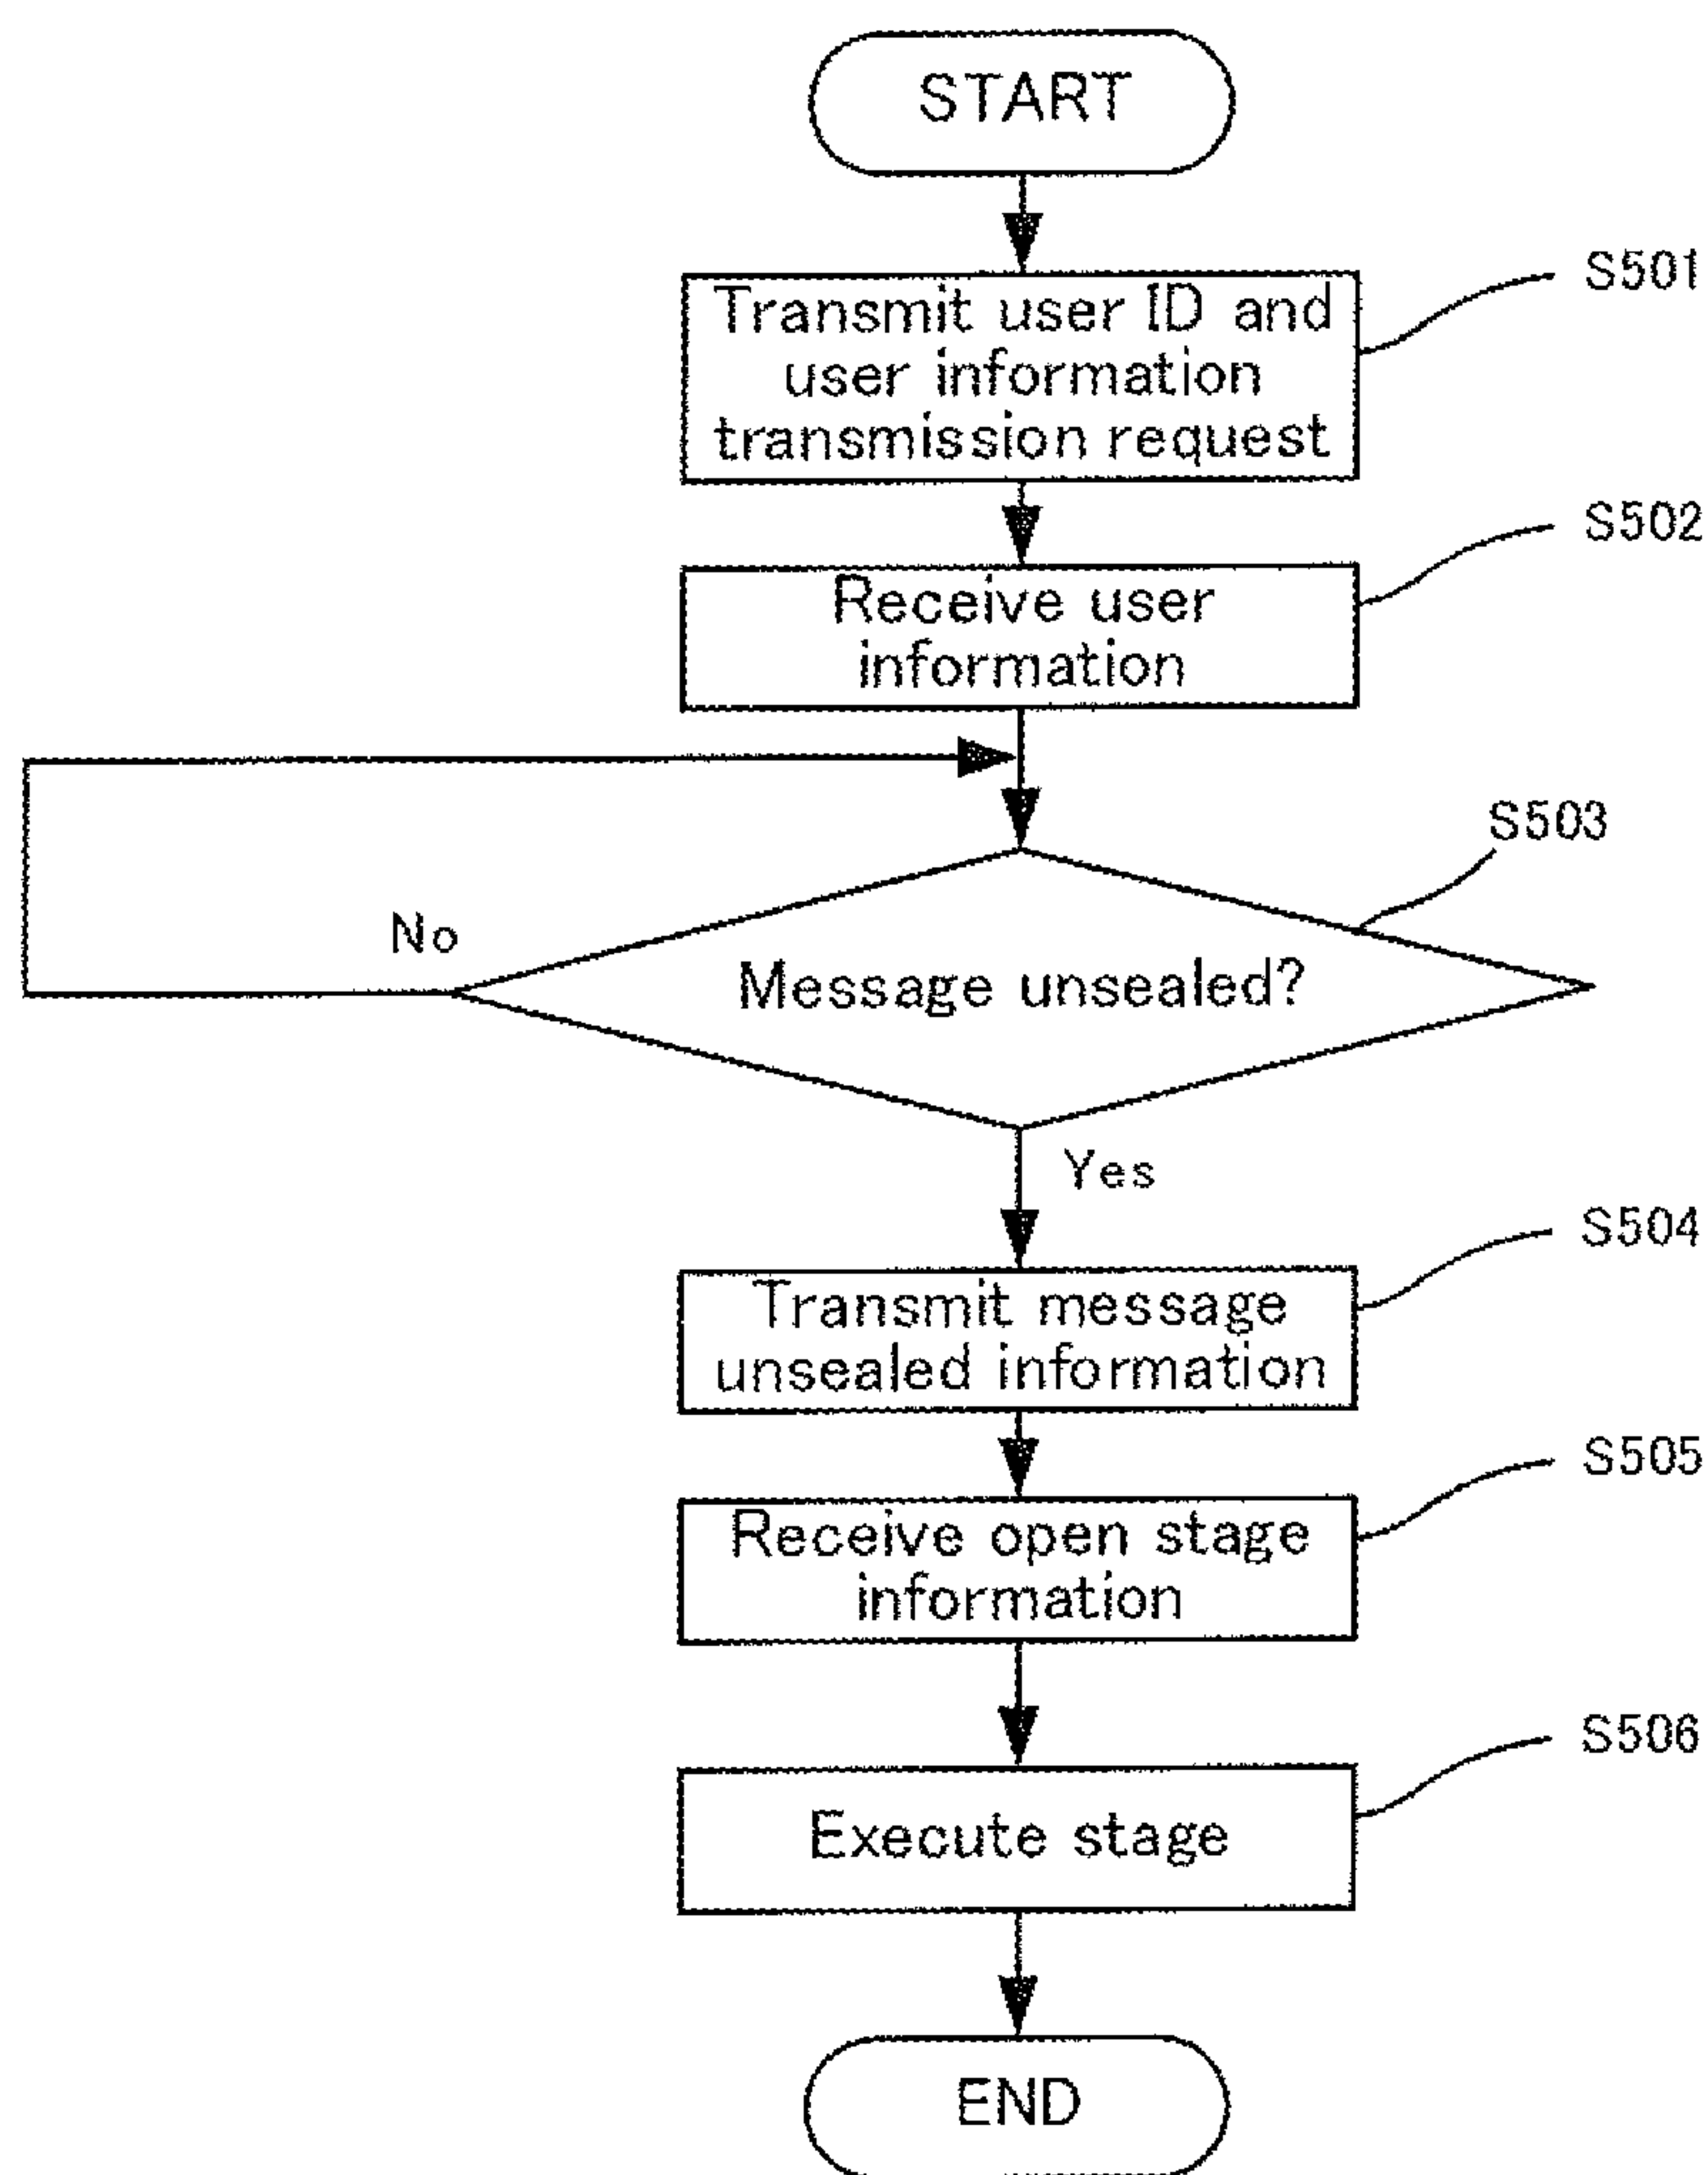 START
Transmit user ID and
user information
transmission request
S501
Receive user
information
S502
Message unsealed?
S503
No
Yes
Transmit message
unsealed information
S504
Receive open stage
information
S505
Execute stage
S506
END